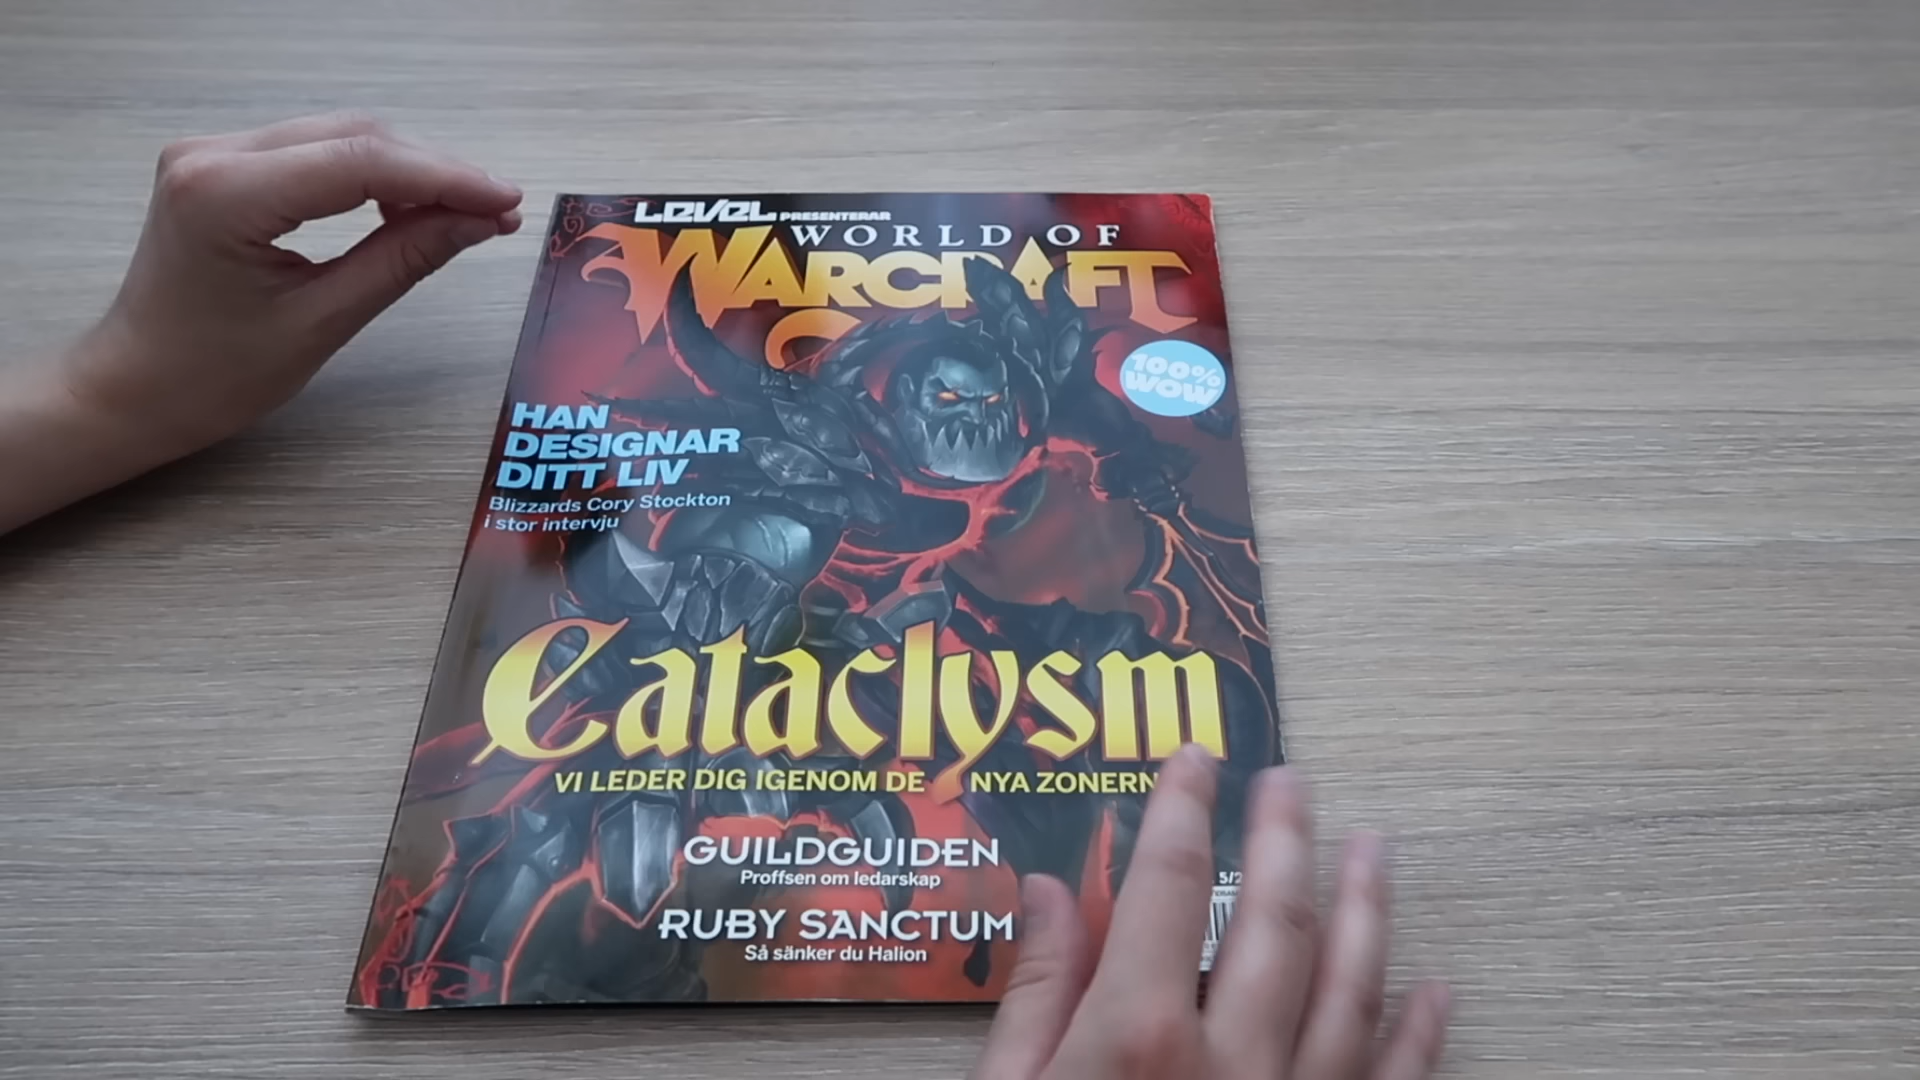 LEVEL PRESENTERAR
WORLD OF
WARCRAFT
100%
WOW
HAN
DESIGNAR
DITT LIV
Blizzards Cory Stockton
i stor intervju
Cataclysm
VI LEDER DIG IGENOM DE NYA ZONERN
GUILDGUIDEN
Proffsen om ledarskap
RUBY SANCTUM
Så sänker du Halion